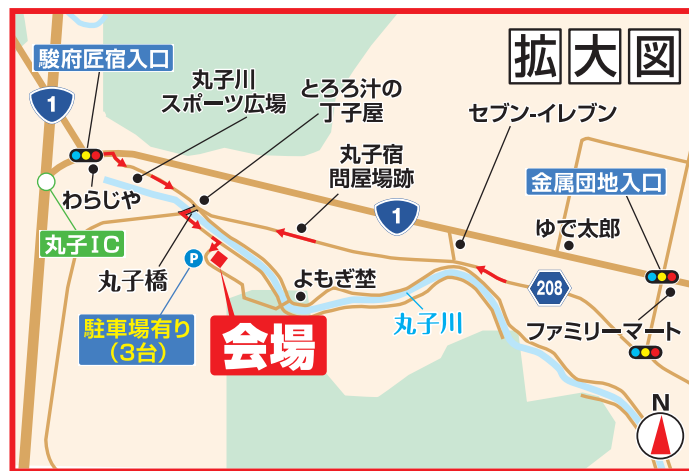 拡大図
駿府匠宿入口
1
丸子川
スポーツ広場
とろろ汁の
丁子屋
セブン-イレブン
丸子宿
問屋場跡
金属団地入口
わらじや
1
ゆで太郎
丸子IC
丸子橋
P
よもぎ埜
208
駐車場有り
(3台)
会場
丸子川
ファミリーマート
N